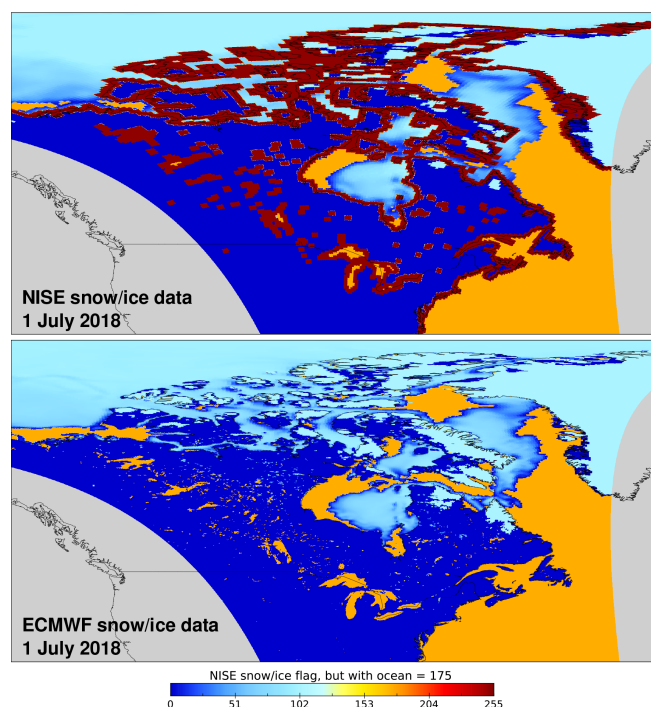 NISE snow/ice data
1 July 2018
ECMWF snow/ice data
1 July 2018
NISE snow/ice flag, but with ocean = 175
0 51 102 153 204 255